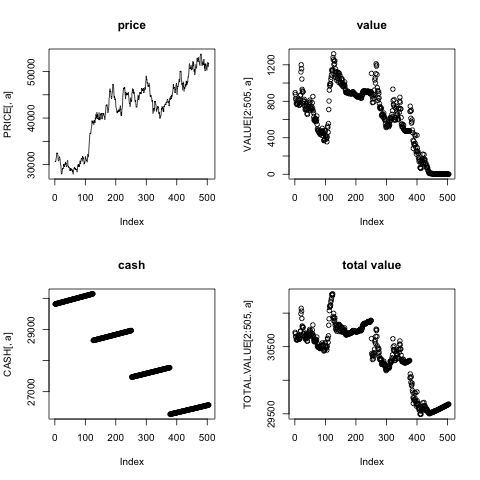 price
PRICE[, a]
30000 40000 50000
0 100 200 300 400 500
Index
value
VALUE[2:505, a]
0 400 800 1200
0 100 200 300 400 500
Index
cash
CASH[, a]
27000 29000
0 100 200 300 400 500
Index
total value
TOTAL.VALUE[2:505, a]
29500 30500
0 100 200 300 400 500
Index